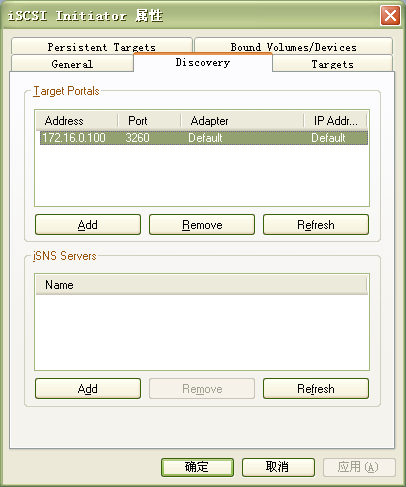 iSCSI Initiator 属性
Persistent Targets Bound Volumes/Devices
General Discovery Targets
Target Portals
Address Port Adapter IP Addr...
172.16.0.100 3260 Default Default
Add Remove Refresh
iSNS Servers
Name
Add Remove Refresh
确定 取消 应用(A)